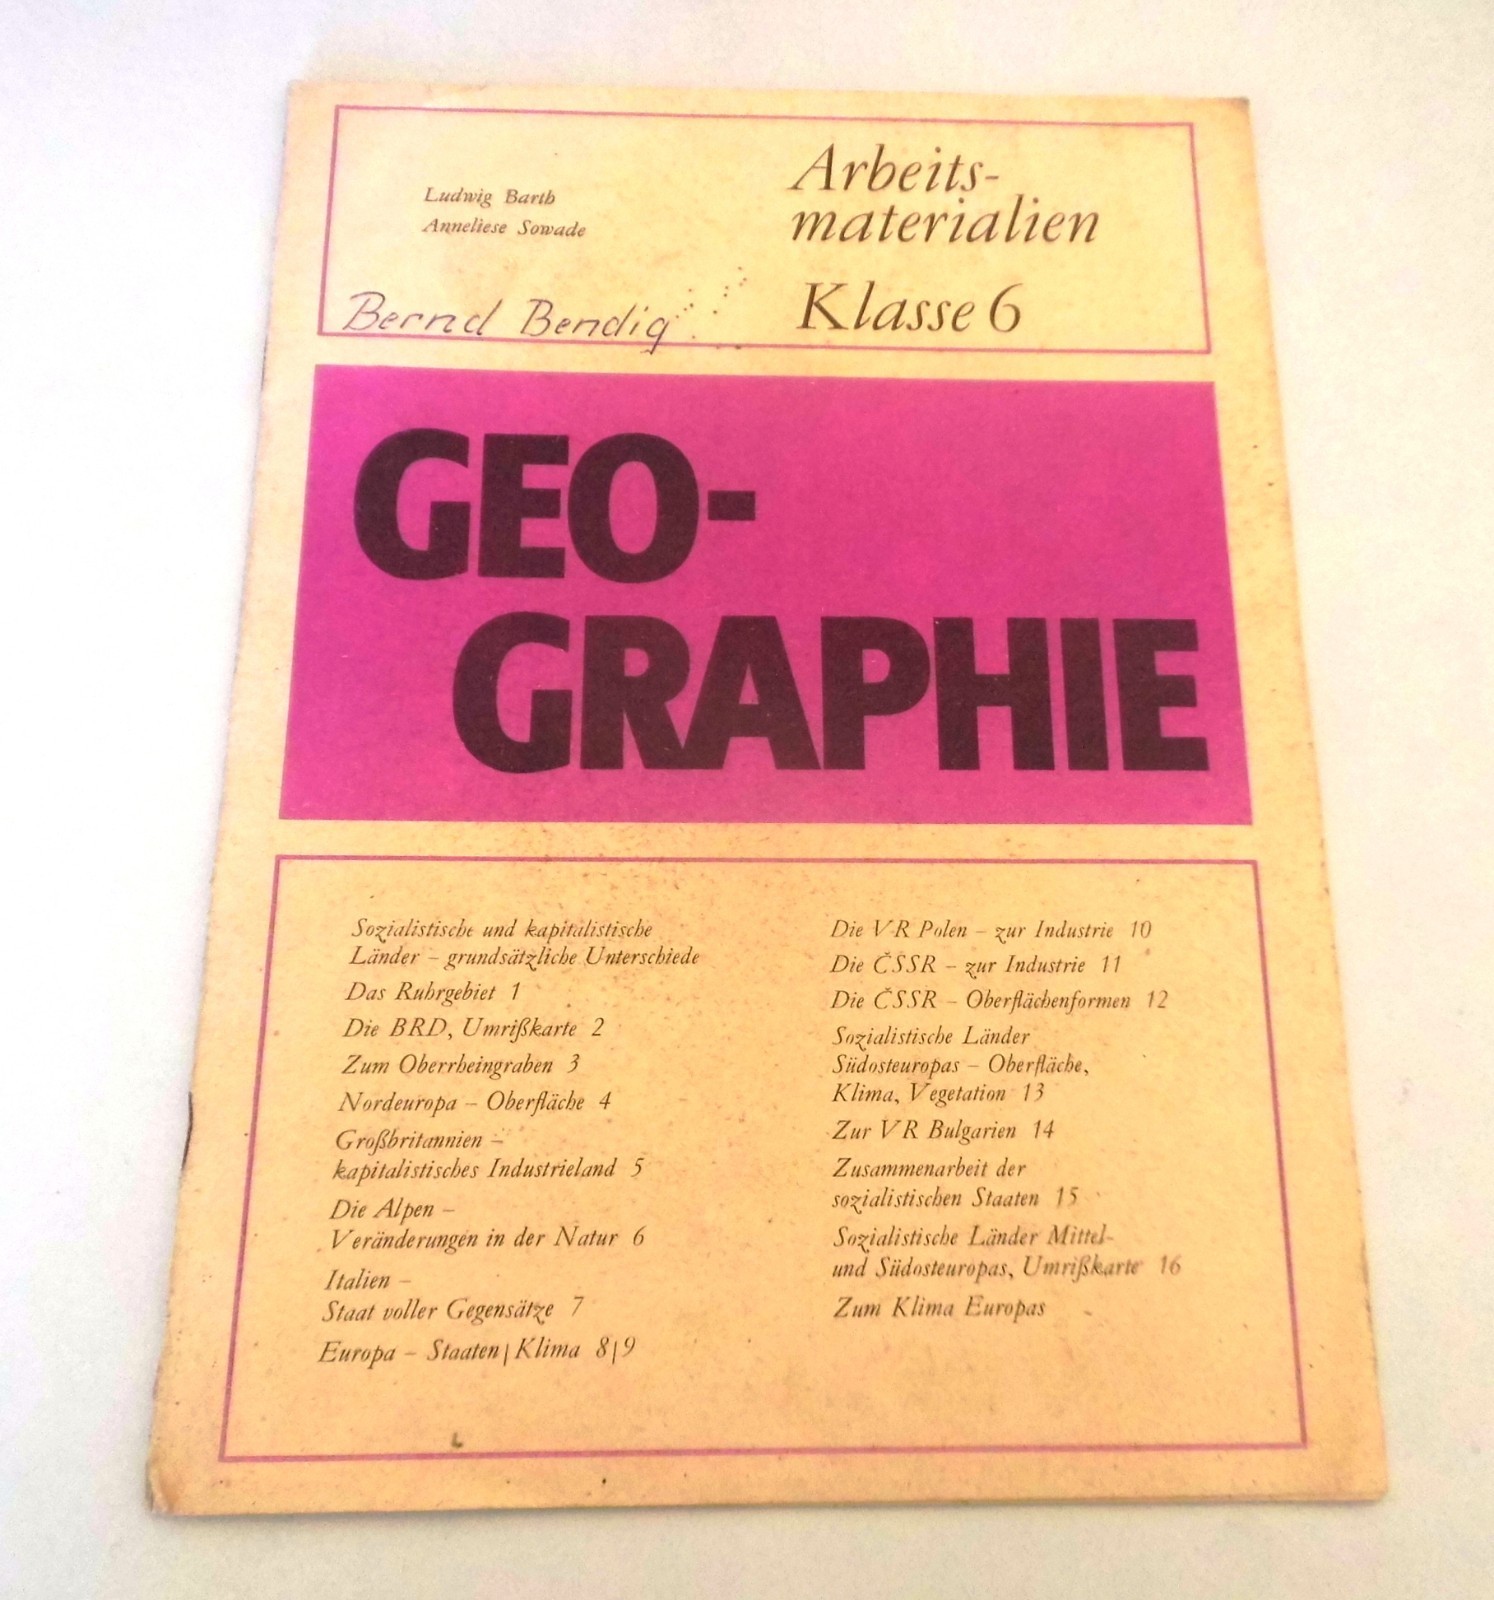 Ludwig Barth
Anneliese Sowade
Arbeits-
materialien
Klasse 6
Bernd Bendig
GEO-
GRAPHIE
Sozialistische und kapitalistische
Länder – grundsätzliche Unterschiede
Das Ruhrgebiet 1
Die BRD, Umrißkarte 2
Zum Oberrheingraben 3
Nordeuropa – Oberfläche 4
Großbritannien –
kapitalistisches Industrieland 5
Die Alpen –
Veränderungen in der Natur 6
Italien –
Staat voller Gegensätze 7
Europa – Staaten | Klima 8|9
Die VR Polen – zur Industrie 10
Die ČSSR – zur Industrie 11
Die ČSSR – Oberflächenformen 12
Sozialistische Länder
Südosteuropas – Oberfläche,
Klima, Vegetation 13
Zur VR Bulgarien 14
Zusammenarbeit der
sozialistischen Staaten 15
Sozialistische Länder Mittel-
und Südosteuropas, Umrißkarte 16
Zum Klima Europas